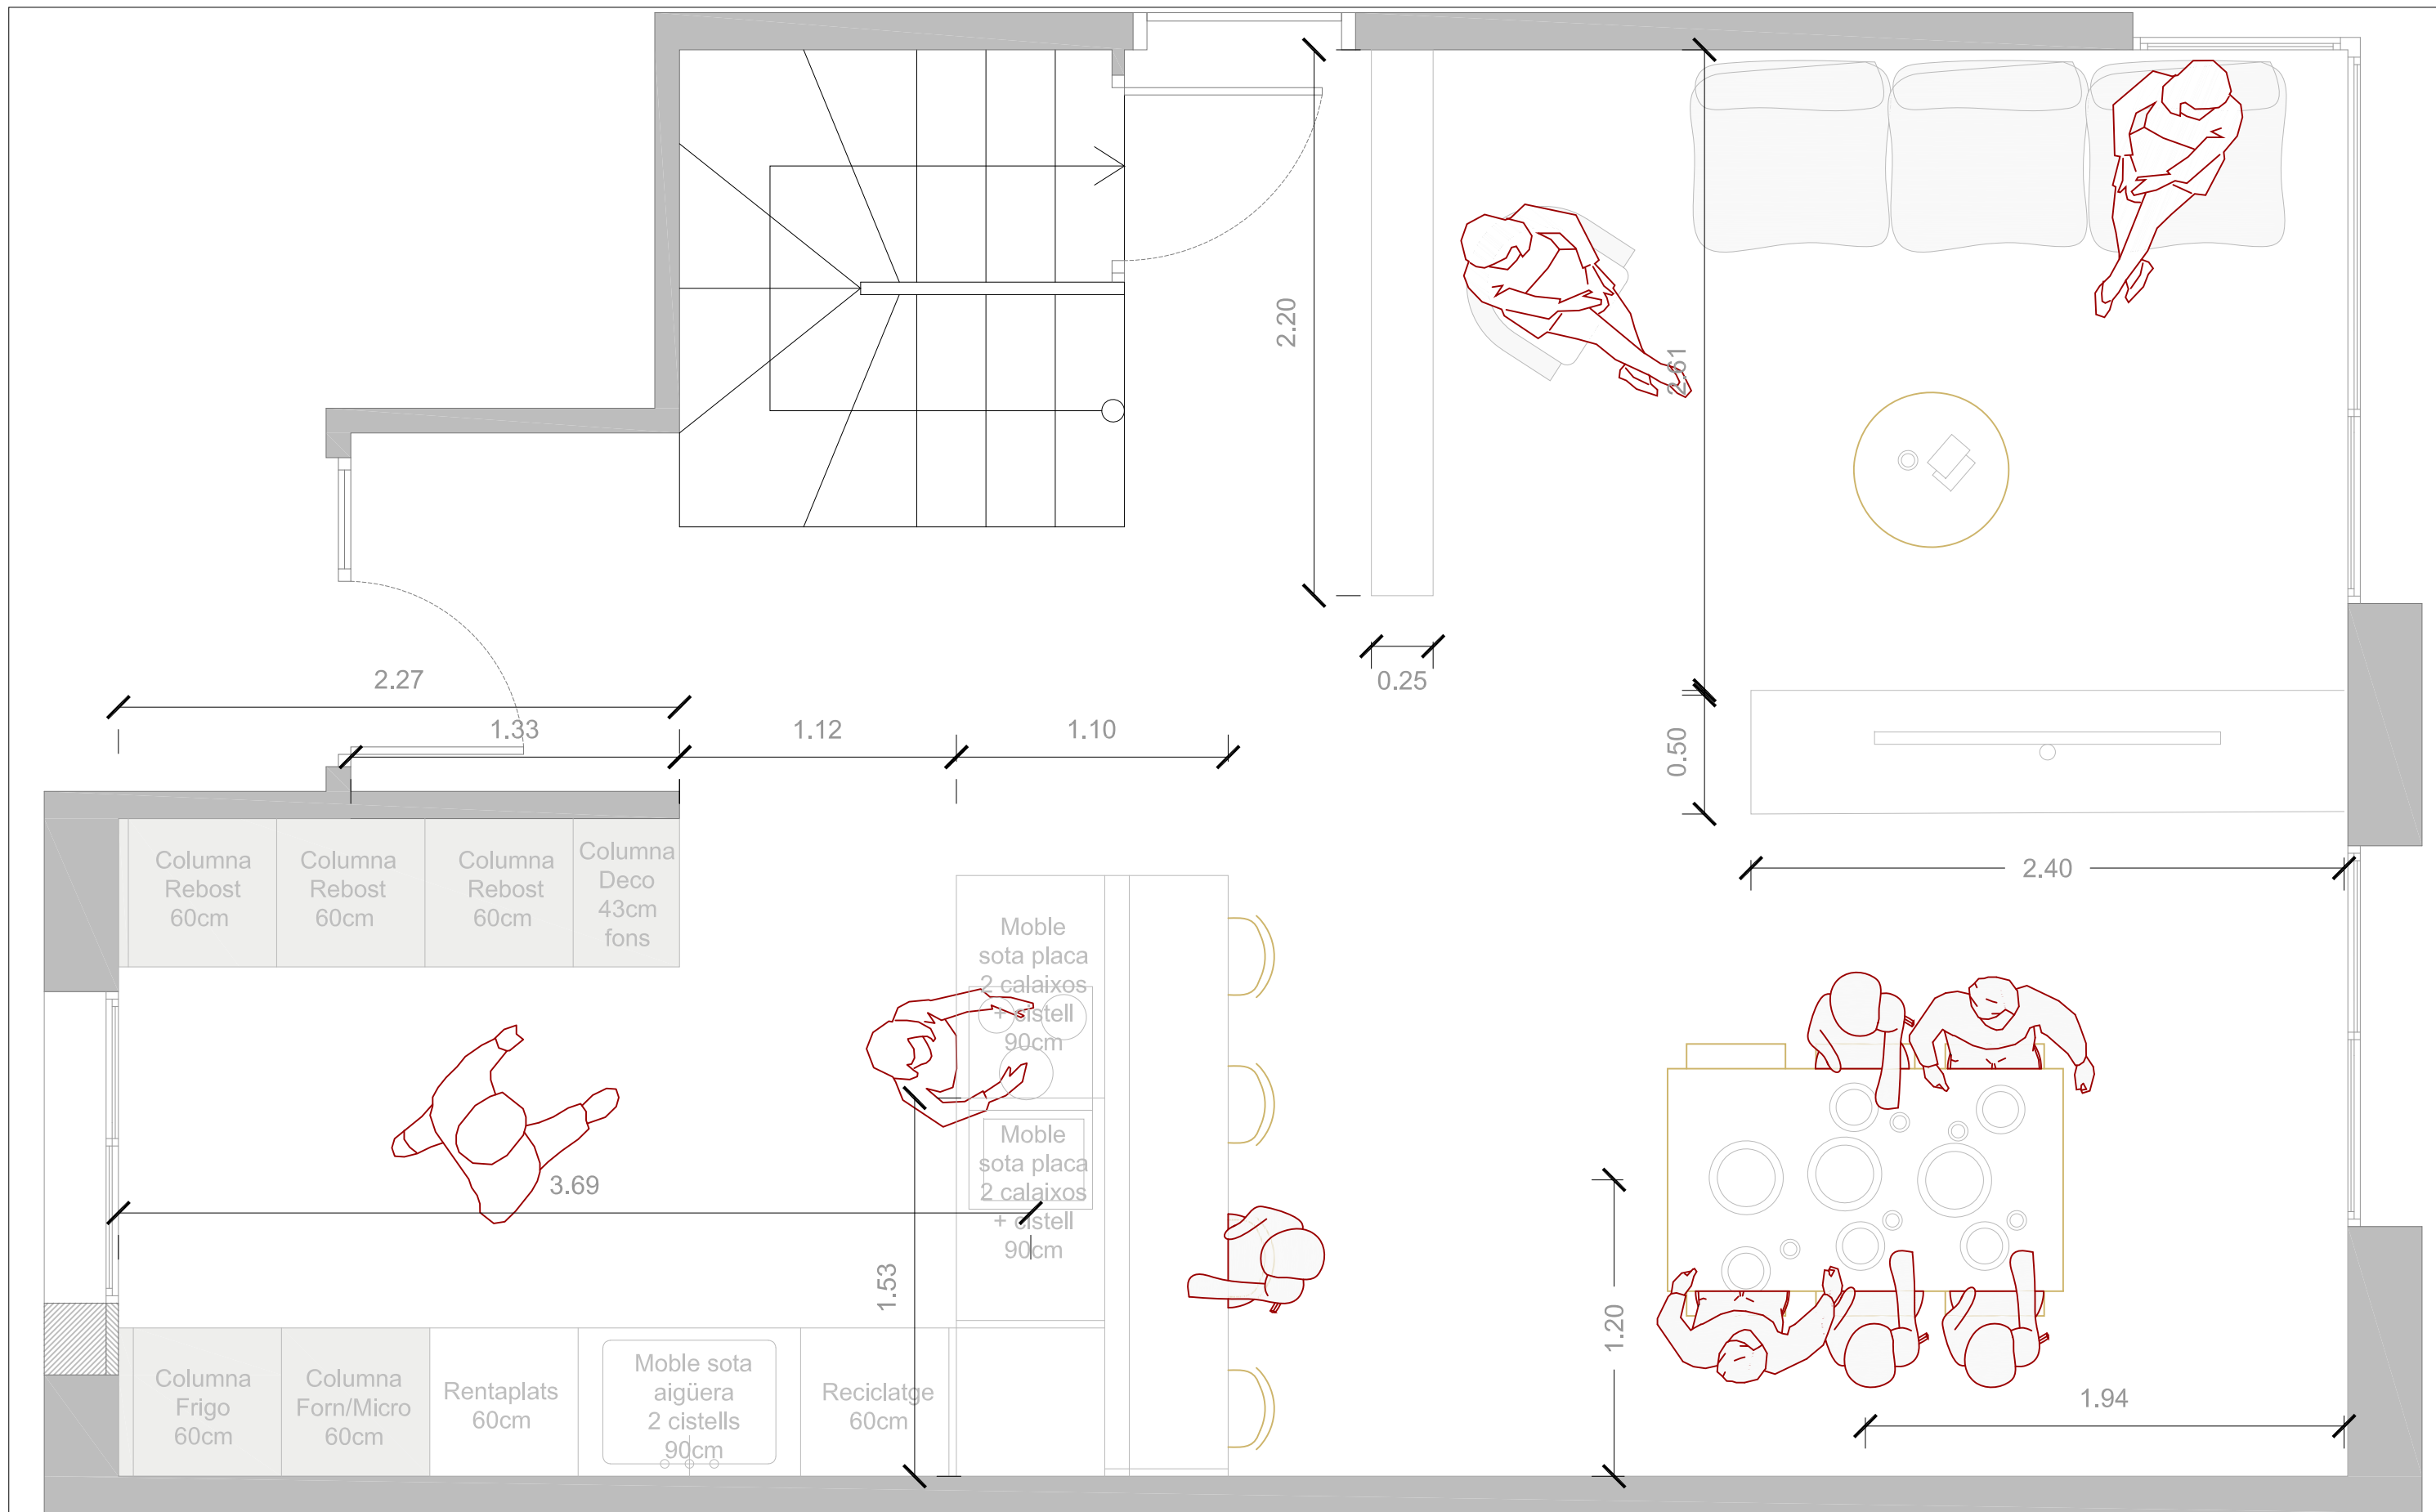 2.20
2.61
0.25
2.27
1.33
1.12
1.10
0.50
2.40
Columna
Rebost
60cm
Columna
Rebost
60cm
Columna
Rebost
60cm
Columna
Deco
43cm
fons
Moble
sota placa
2 calaixos
+ cistell
90cm
Moble
sota placa
2 calaixos
+ cistell
90cm
3.69
1.53
1.20
1.94
Columna
Frigo
60cm
Columna
Forn/Micro
60cm
Rentaplats
60cm
Moble sota
aigüera
2 cistells
90cm
Reciclatge
60cm